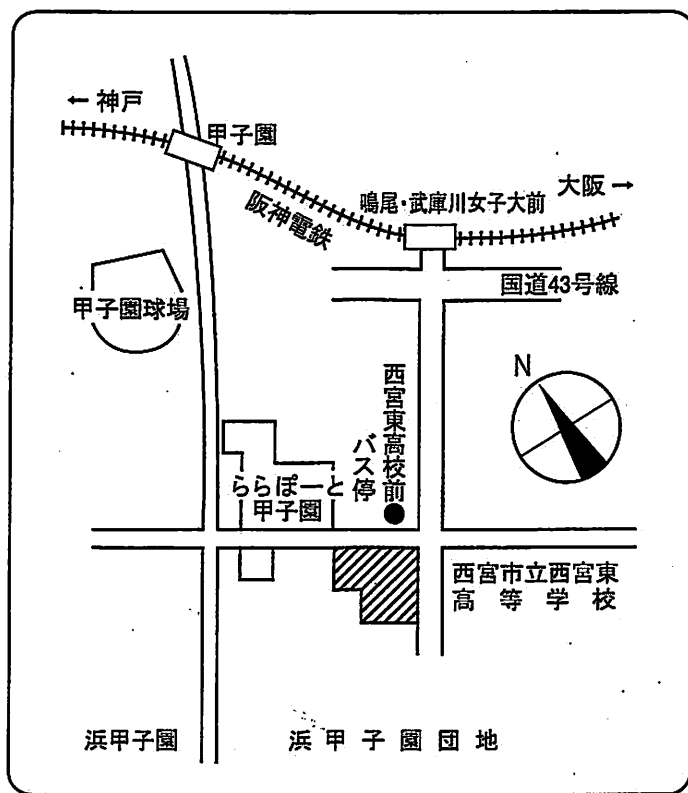 ← 神戸
甲子園
大阪 →
鳴尾・武庫川女子大前
阪神電鉄
国道43号線
甲子園球場
N
西宮東高校前
バス停
ららぽーと
甲子園
西宮市立西宮東
高等学校
浜甲子園
浜甲子園団地